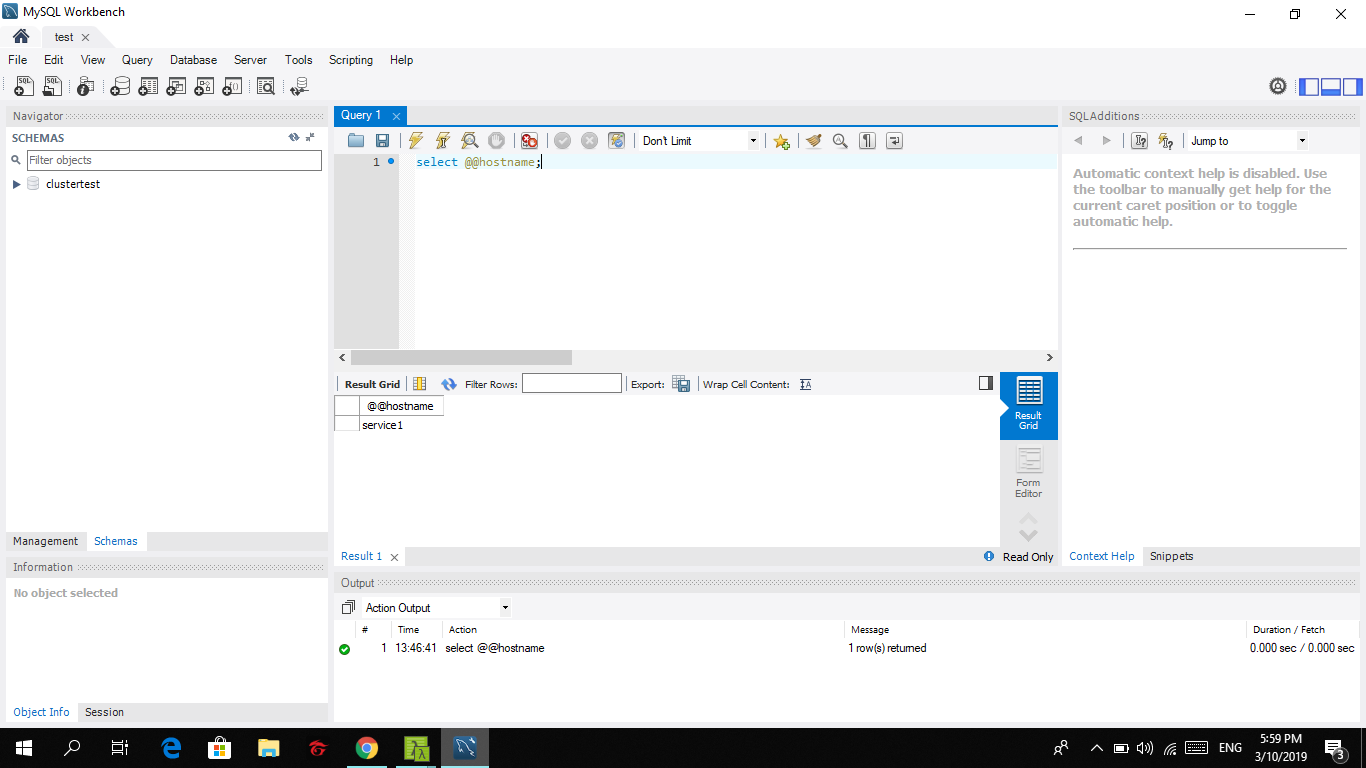 MySQL Workbench
test
File Edit View Query Database Server Tools Scripting Help
Navigator
SCHEMAS
Filter objects
clustertest
Management Schemas
Information
No object selected
Object Info Session
Query 1
Don't Limit
1 select @@hostname;
Result Grid Filter Rows: Export: Wrap Cell Content:
@@hostname
service1
Result
Grid
Form
Editor
Result 1 Read Only
SQLAdditions
Jump to
Automatic context help is disabled. Use
the toolbar to manually get help for the
current caret position or to toggle
automatic help.
Context Help Snippets
Output
Action Output
# Time Action Message Duration / Fetch
1 13:46:41 select @@hostname 1 row(s) returned 0.000 sec / 0.000 sec
ENG
5:59 PM
3/10/2019
3